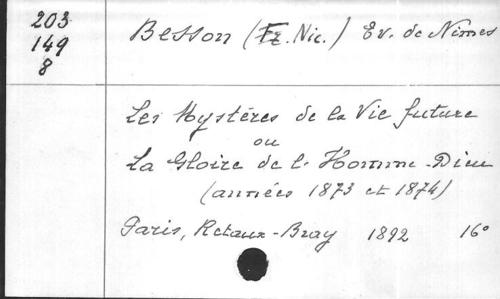 203
149
8
Besson (Fr. Nic.) Ev. de Nimes
Les Mystères de la Vie future
ou
La Gloire de l'Homme-Dieu
(années 1873 et 1874)
Paris, Retaux-Bray 1892 16°